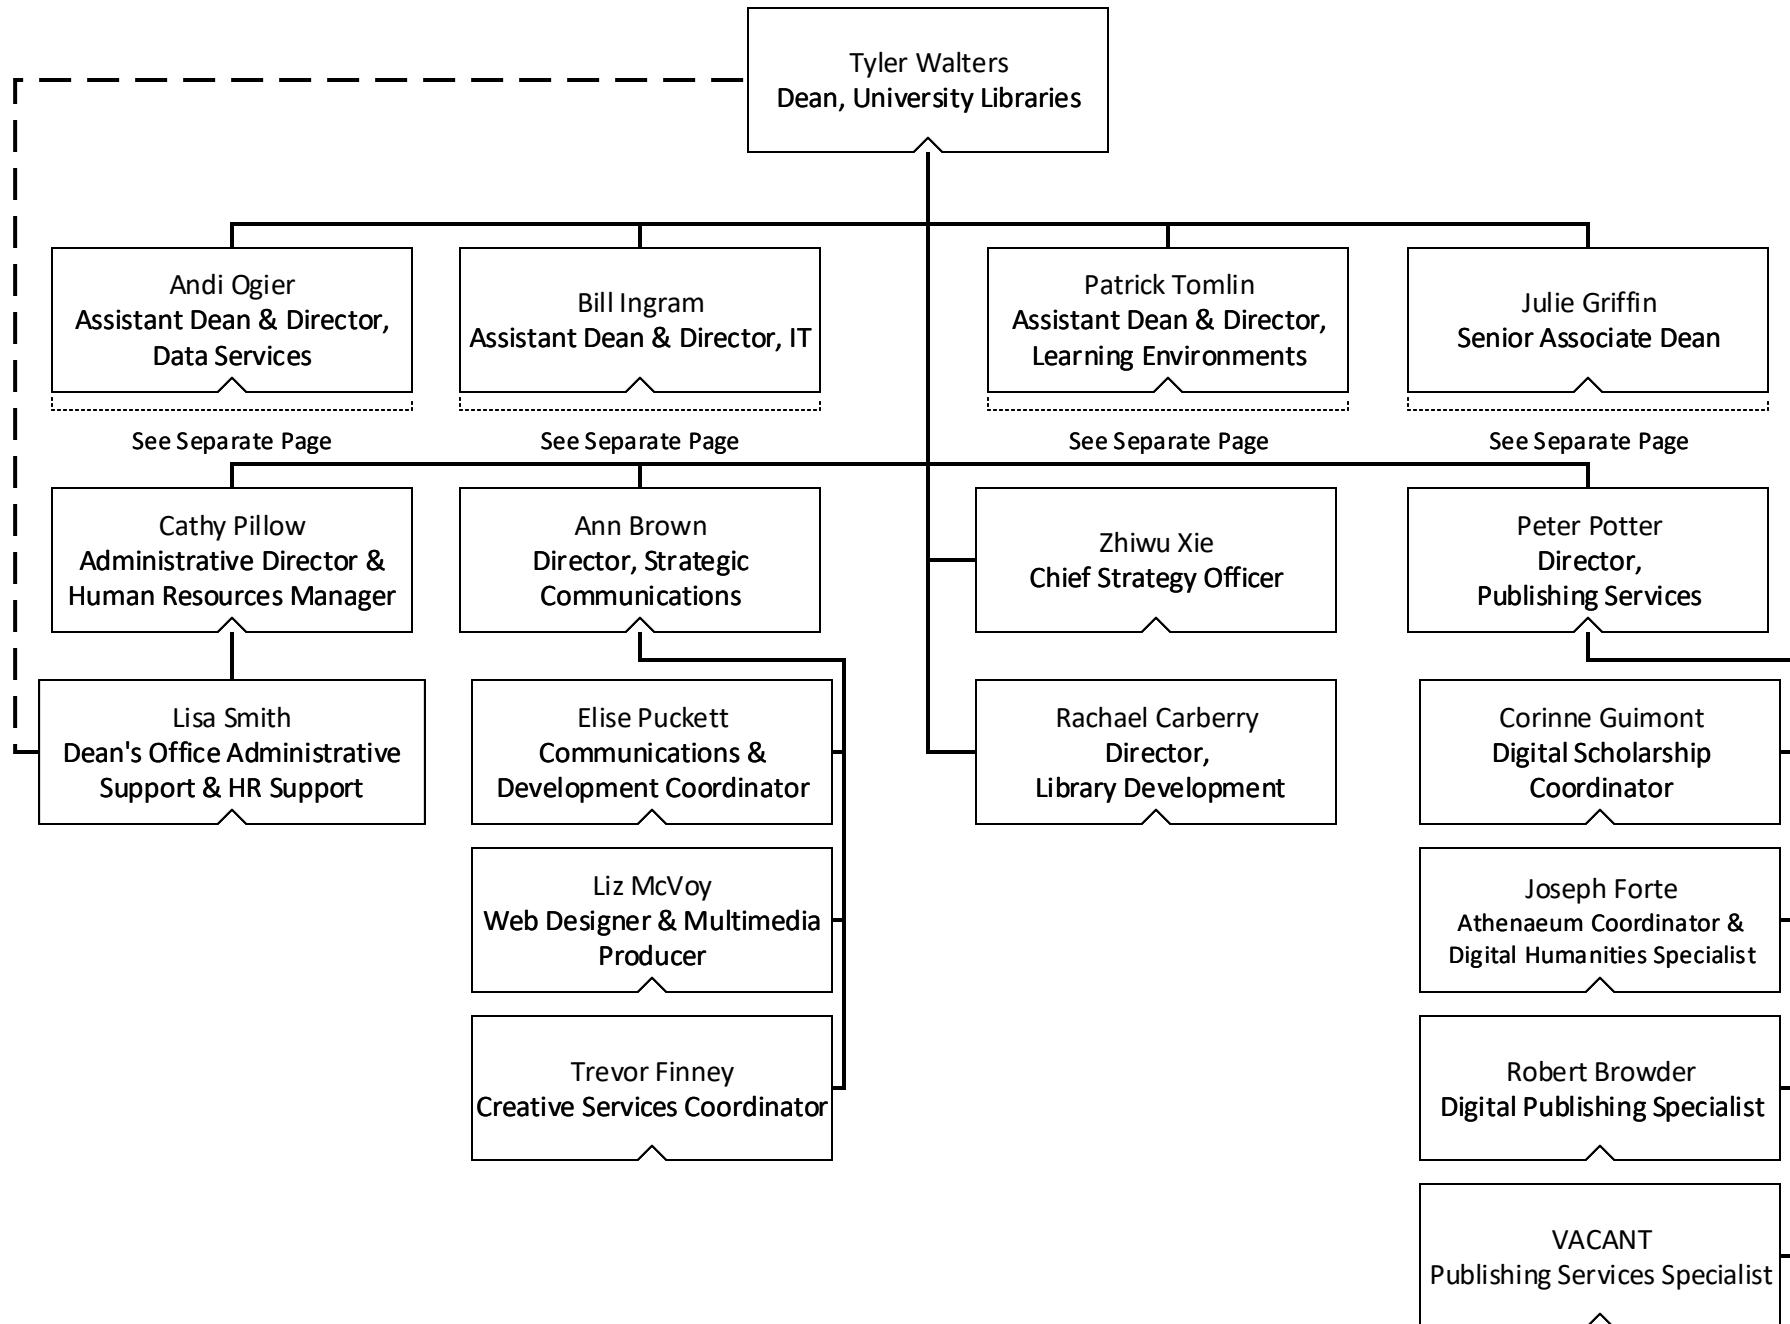 Tyler Walters
Dean, University Libraries
Andi Ogier
Assistant Dean & Director,
Data Services
Bill Ingram
Assistant Dean & Director, IT
Patrick Tomlin
Assistant Dean & Director,
Learning Environments
Julie Griffin
Senior Associate Dean
See Separate Page
See Separate Page
See Separate Page
See Separate Page
Cathy Pillow
Administrative Director &
Human Resources Manager
Ann Brown
Director, Strategic
Communications
Zhiwu Xie
Chief Strategy Officer
Peter Potter
Director,
Publishing Services
Lisa Smith
Dean's Office Administrative
Support & HR Support
Elise Puckett
Communications &
Development Coordinator
Rachael Carberry
Director,
Library Development
Corinne Guimont
Digital Scholarship
Coordinator
Liz McVoy
Web Designer & Multimedia
Producer
Joseph Forte
Athenaeum Coordinator &
Digital Humanities Specialist
Trevor Finney
Creative Services Coordinator
Robert Browder
Digital Publishing Specialist
VACANT
Publishing Services Specialist